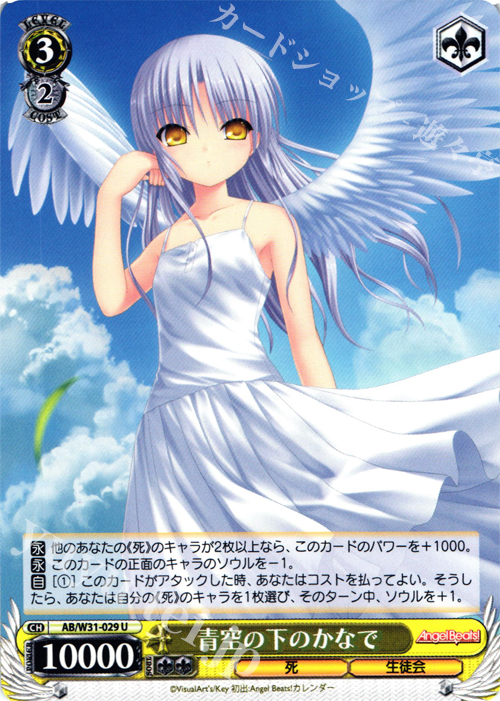 LEVEL
3
2
COST
カードショップ 遊々亭
永 他のあなたの《死》のキャラが2枚以上なら、このカードのパワーを+1000。
永 このカードの正面のキャラのソウルを−1。
自 [①] このカードがアタックした時、あなたはコストを払ってよい。そうし
たら、あなたは自分の《死》のキャラを1枚選び、そのターン中、ソウルを+1。
CH AB/W31-029 U
青空の下のかなで
Angel Beats!
POWER
10000
SOUL
死
生徒会
©VisualArt's/Key 初出:Angel Beats!カレンダー